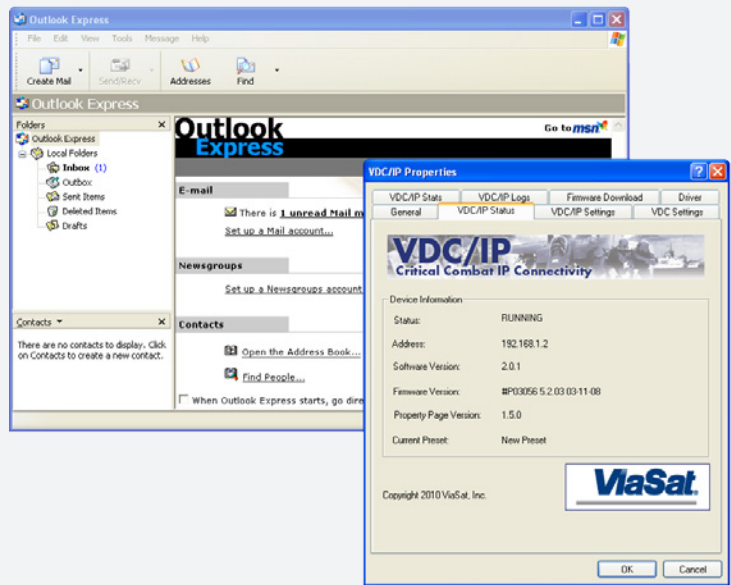 Outlook Express
File Edit View Tools Message Help
Create Mail Send/Recv Addresses Find
Outlook Express
Folders
Outlook Express
Local Folders
Inbox (1)
Outbox
Sent Items
Deleted Items
Drafts
Contacts
There are no contacts to display. Click
on Contacts to create a new contact.
Outlook
Express
Go to msn
E-mail
There is 1 unread Mail m
Set up a Mail account...
Newsgroups
Set up a Newsgroups account
Contacts
Open the Address Book...
Find People...
When Outlook Express starts, go dire
VDC/IP Properties
VDC/IP Stats VDC/IP Logs Firmware Download Driver
General VDC/IP Status VDC/IP Settings VDC Settings
VDC/IP
Critical Combat IP Connectivity
Device Information
Status: RUNNING
Address: 192.168.1.2
Software Version: 2.0.1
Firmware Version: #P03056 5.2.03 03-11-08
Property Page Version: 1.5.0
Current Preset: New Preset
Copyright 2010 ViaSat, Inc.
ViaSat
OK Cancel